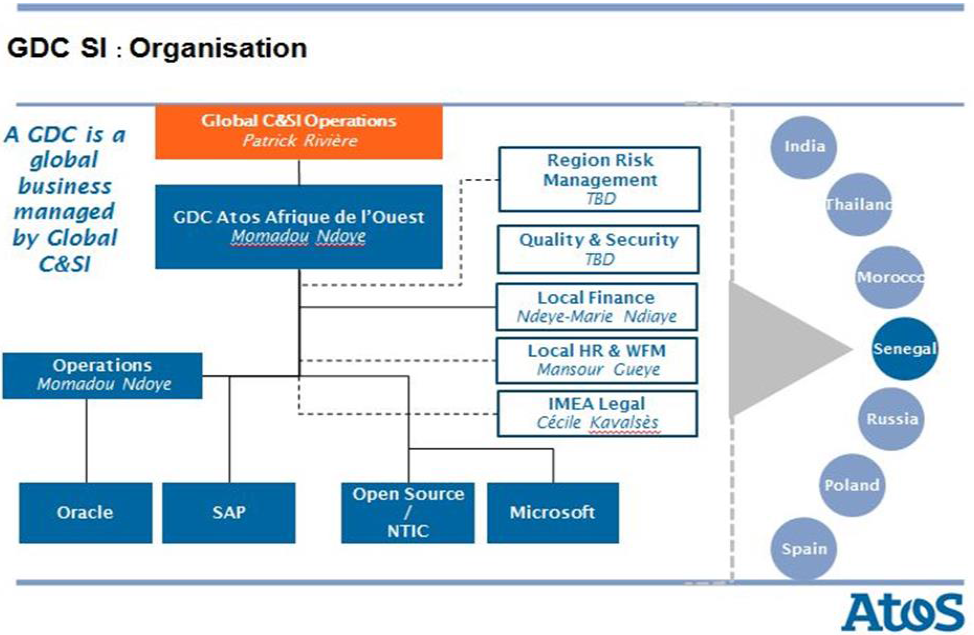 GDC SI : Organisation
A GDC is a
global
business
managed
by Global
C&SI
Global C&SI Operations
Patrick Rivière
GDC Atos Afrique de l’Ouest
Momadou Ndoye
Region Risk
Management
TBD
Quality & Security
TBD
Local Finance
Ndeye-Marie Ndiaye
Local HR & WFM
Mansour Gueye
IMEA Legal
Cécile Kavalsès
Operations
Momadou Ndoye
Oracle
SAP
Open Source
/
NTIC
Microsoft
India
Thailand
Morocco
Senegal
Russia
Poland
Spain
Atos